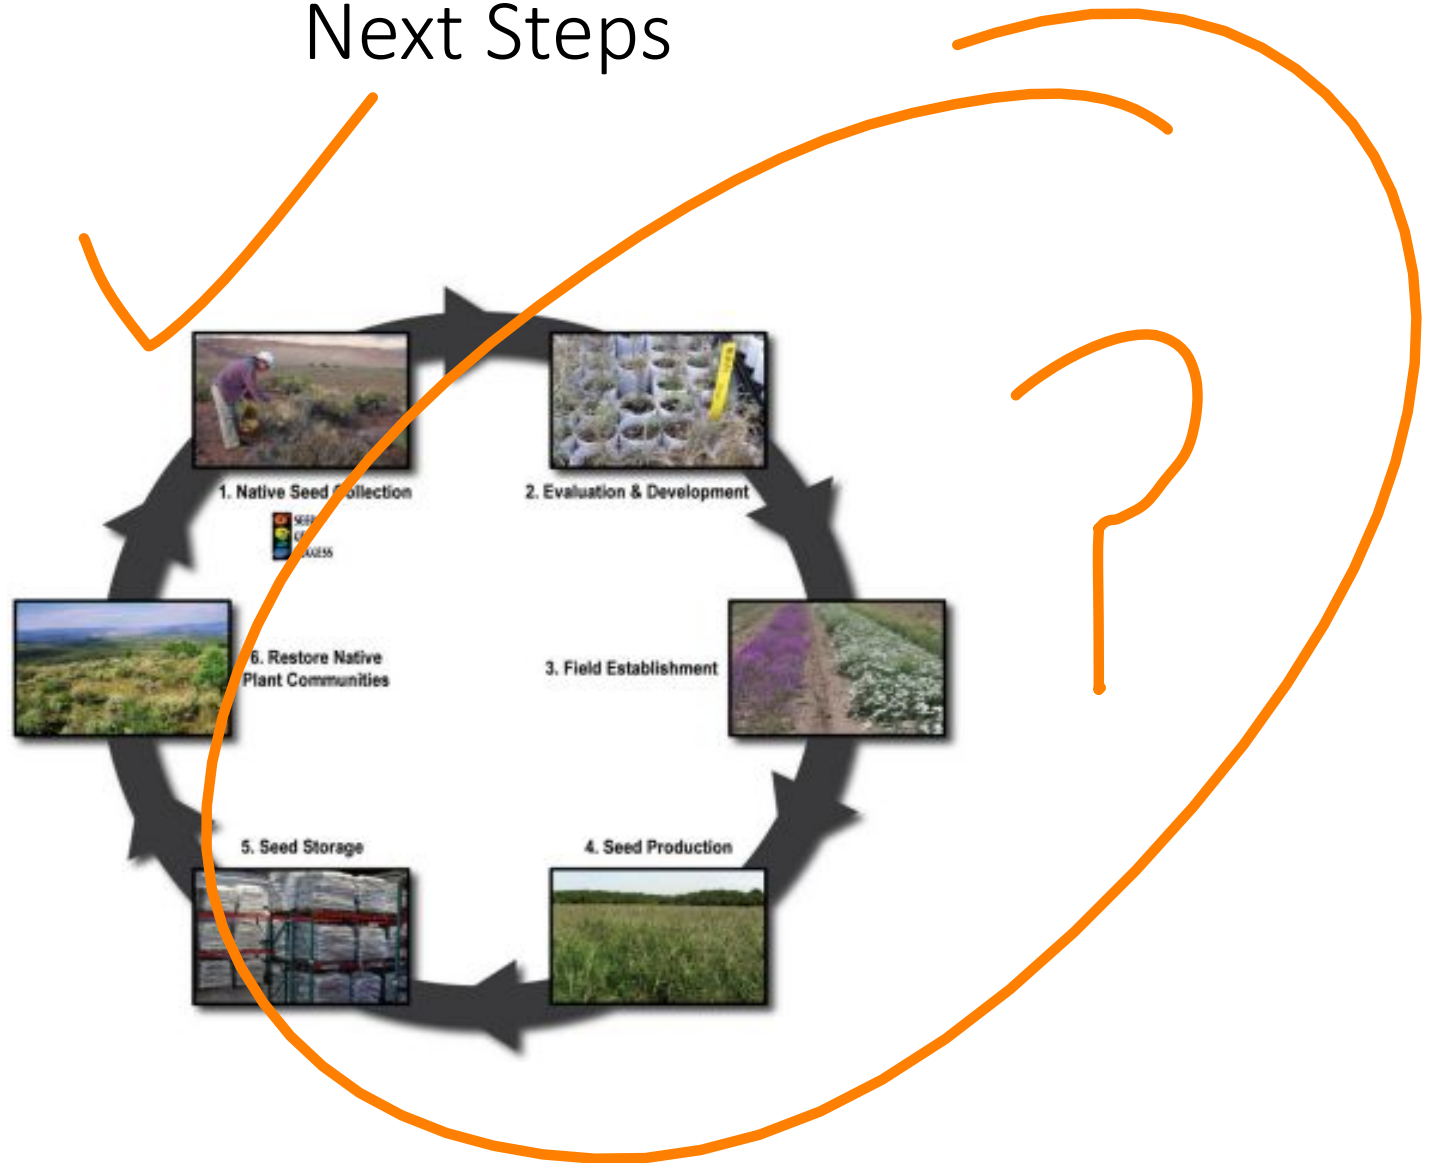 Next Steps
1. Native Seed Collection
2. Evaluation & Development
6. Restore Native
Plant Communities
3. Field Establishment
5. Seed Storage
4. Seed Production
?